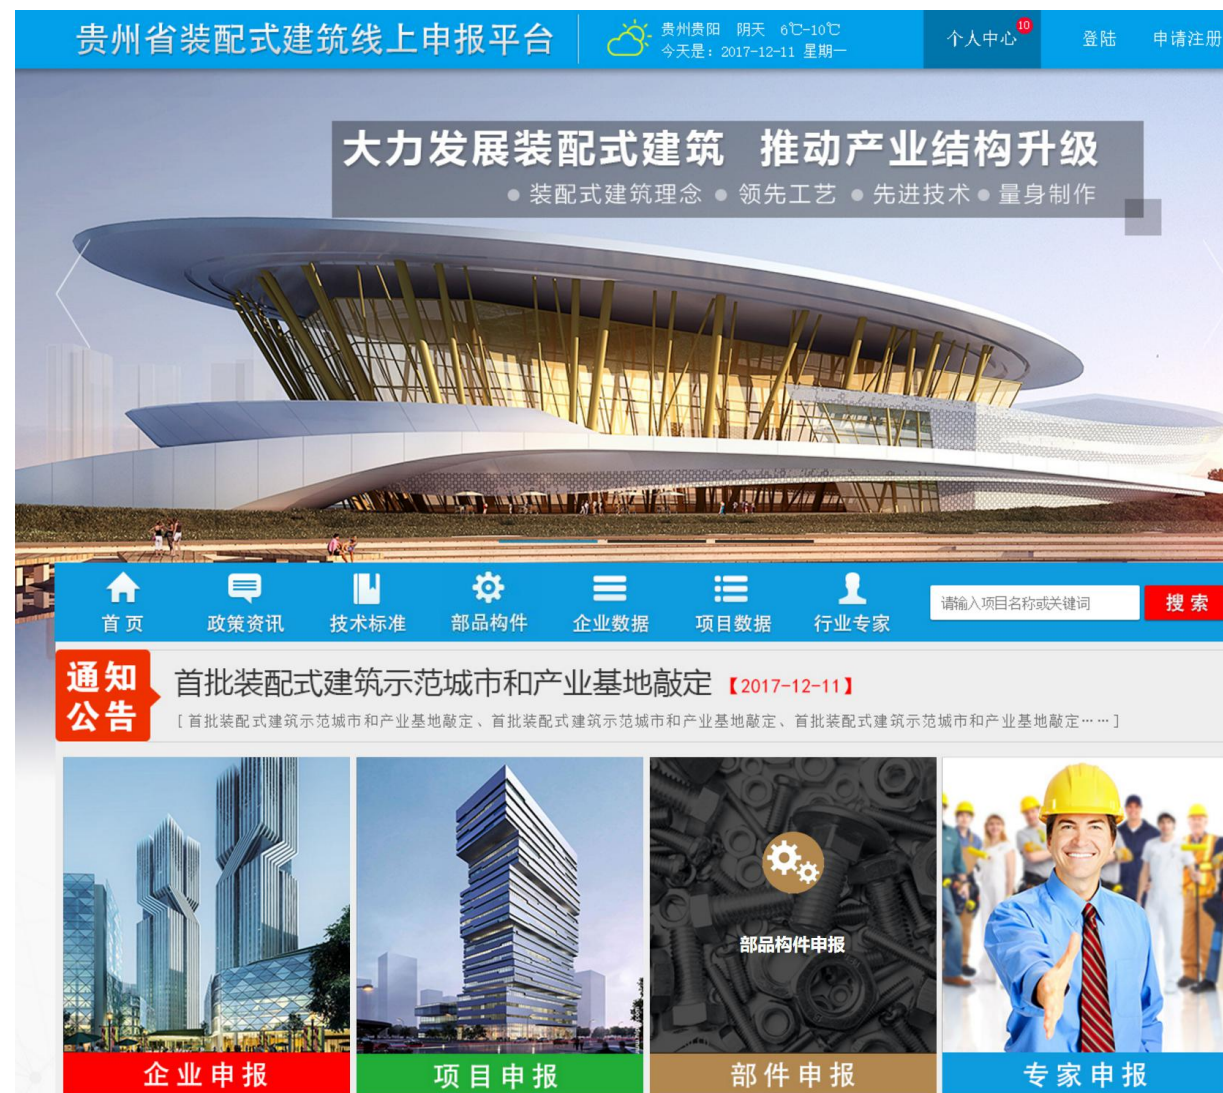 贵州省装配式建筑线上申报平台
贵州贵阳 阴天 6℃-10℃
今天是：2017-12-11 星期一
个人中心 10
登陆
申请注册
大力发展装配式建筑 推动产业结构升级
●装配式建筑理念 ●领先工艺 ●先进技术 ●量身制作
首页
政策资讯
技术标准
部品构件
企业数据
项目数据
行业专家
请输入项目名称或关键词
搜索
通知
公告
首批装配式建筑示范城市和产业基地敲定 【2017-12-11】
[首批装配式建筑示范城市和产业基地敲定、首批装配式建筑示范城市和产业基地敲定、首批装配式建筑示范城市和产业基地敲定……]
部品构件申报
企业申报
项目申报
部件申报
专家申报